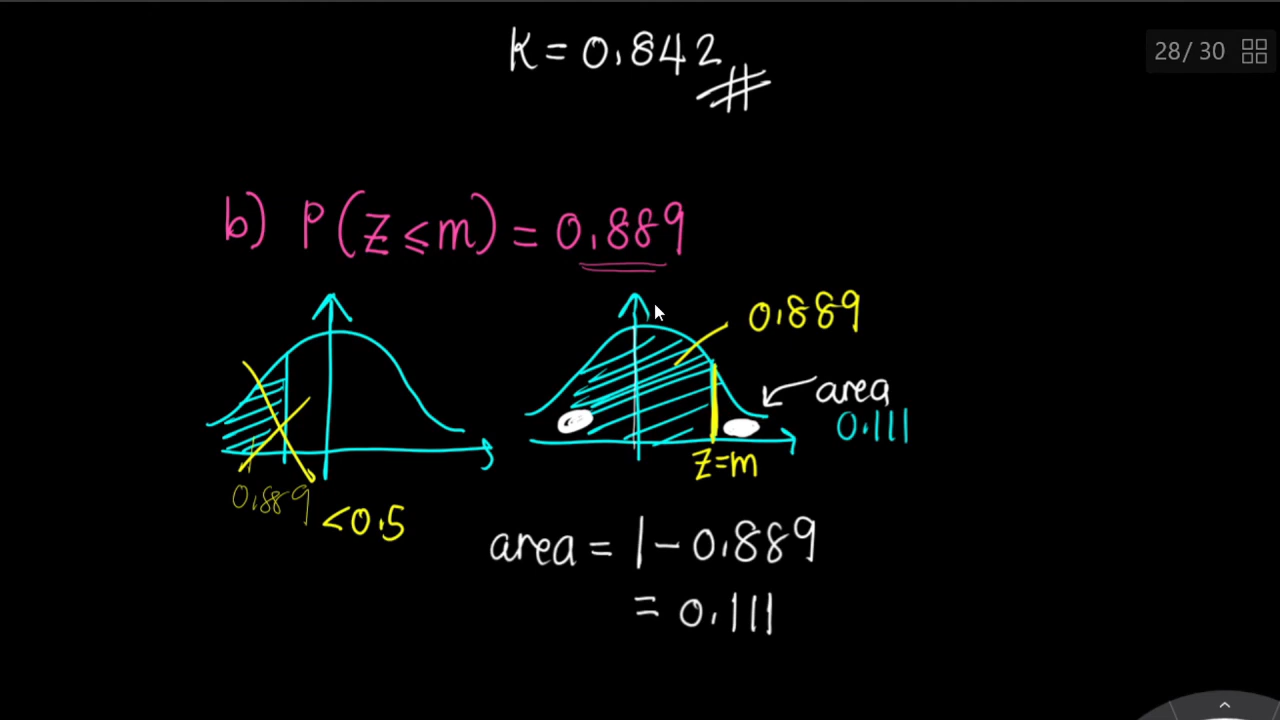 K = 0.842
28/ 30
b) P(Z ≤ m) = 0.889
0.889
area
0.111
Z=m
0.889
<0.5
area = 1 - 0.889
= 0.111